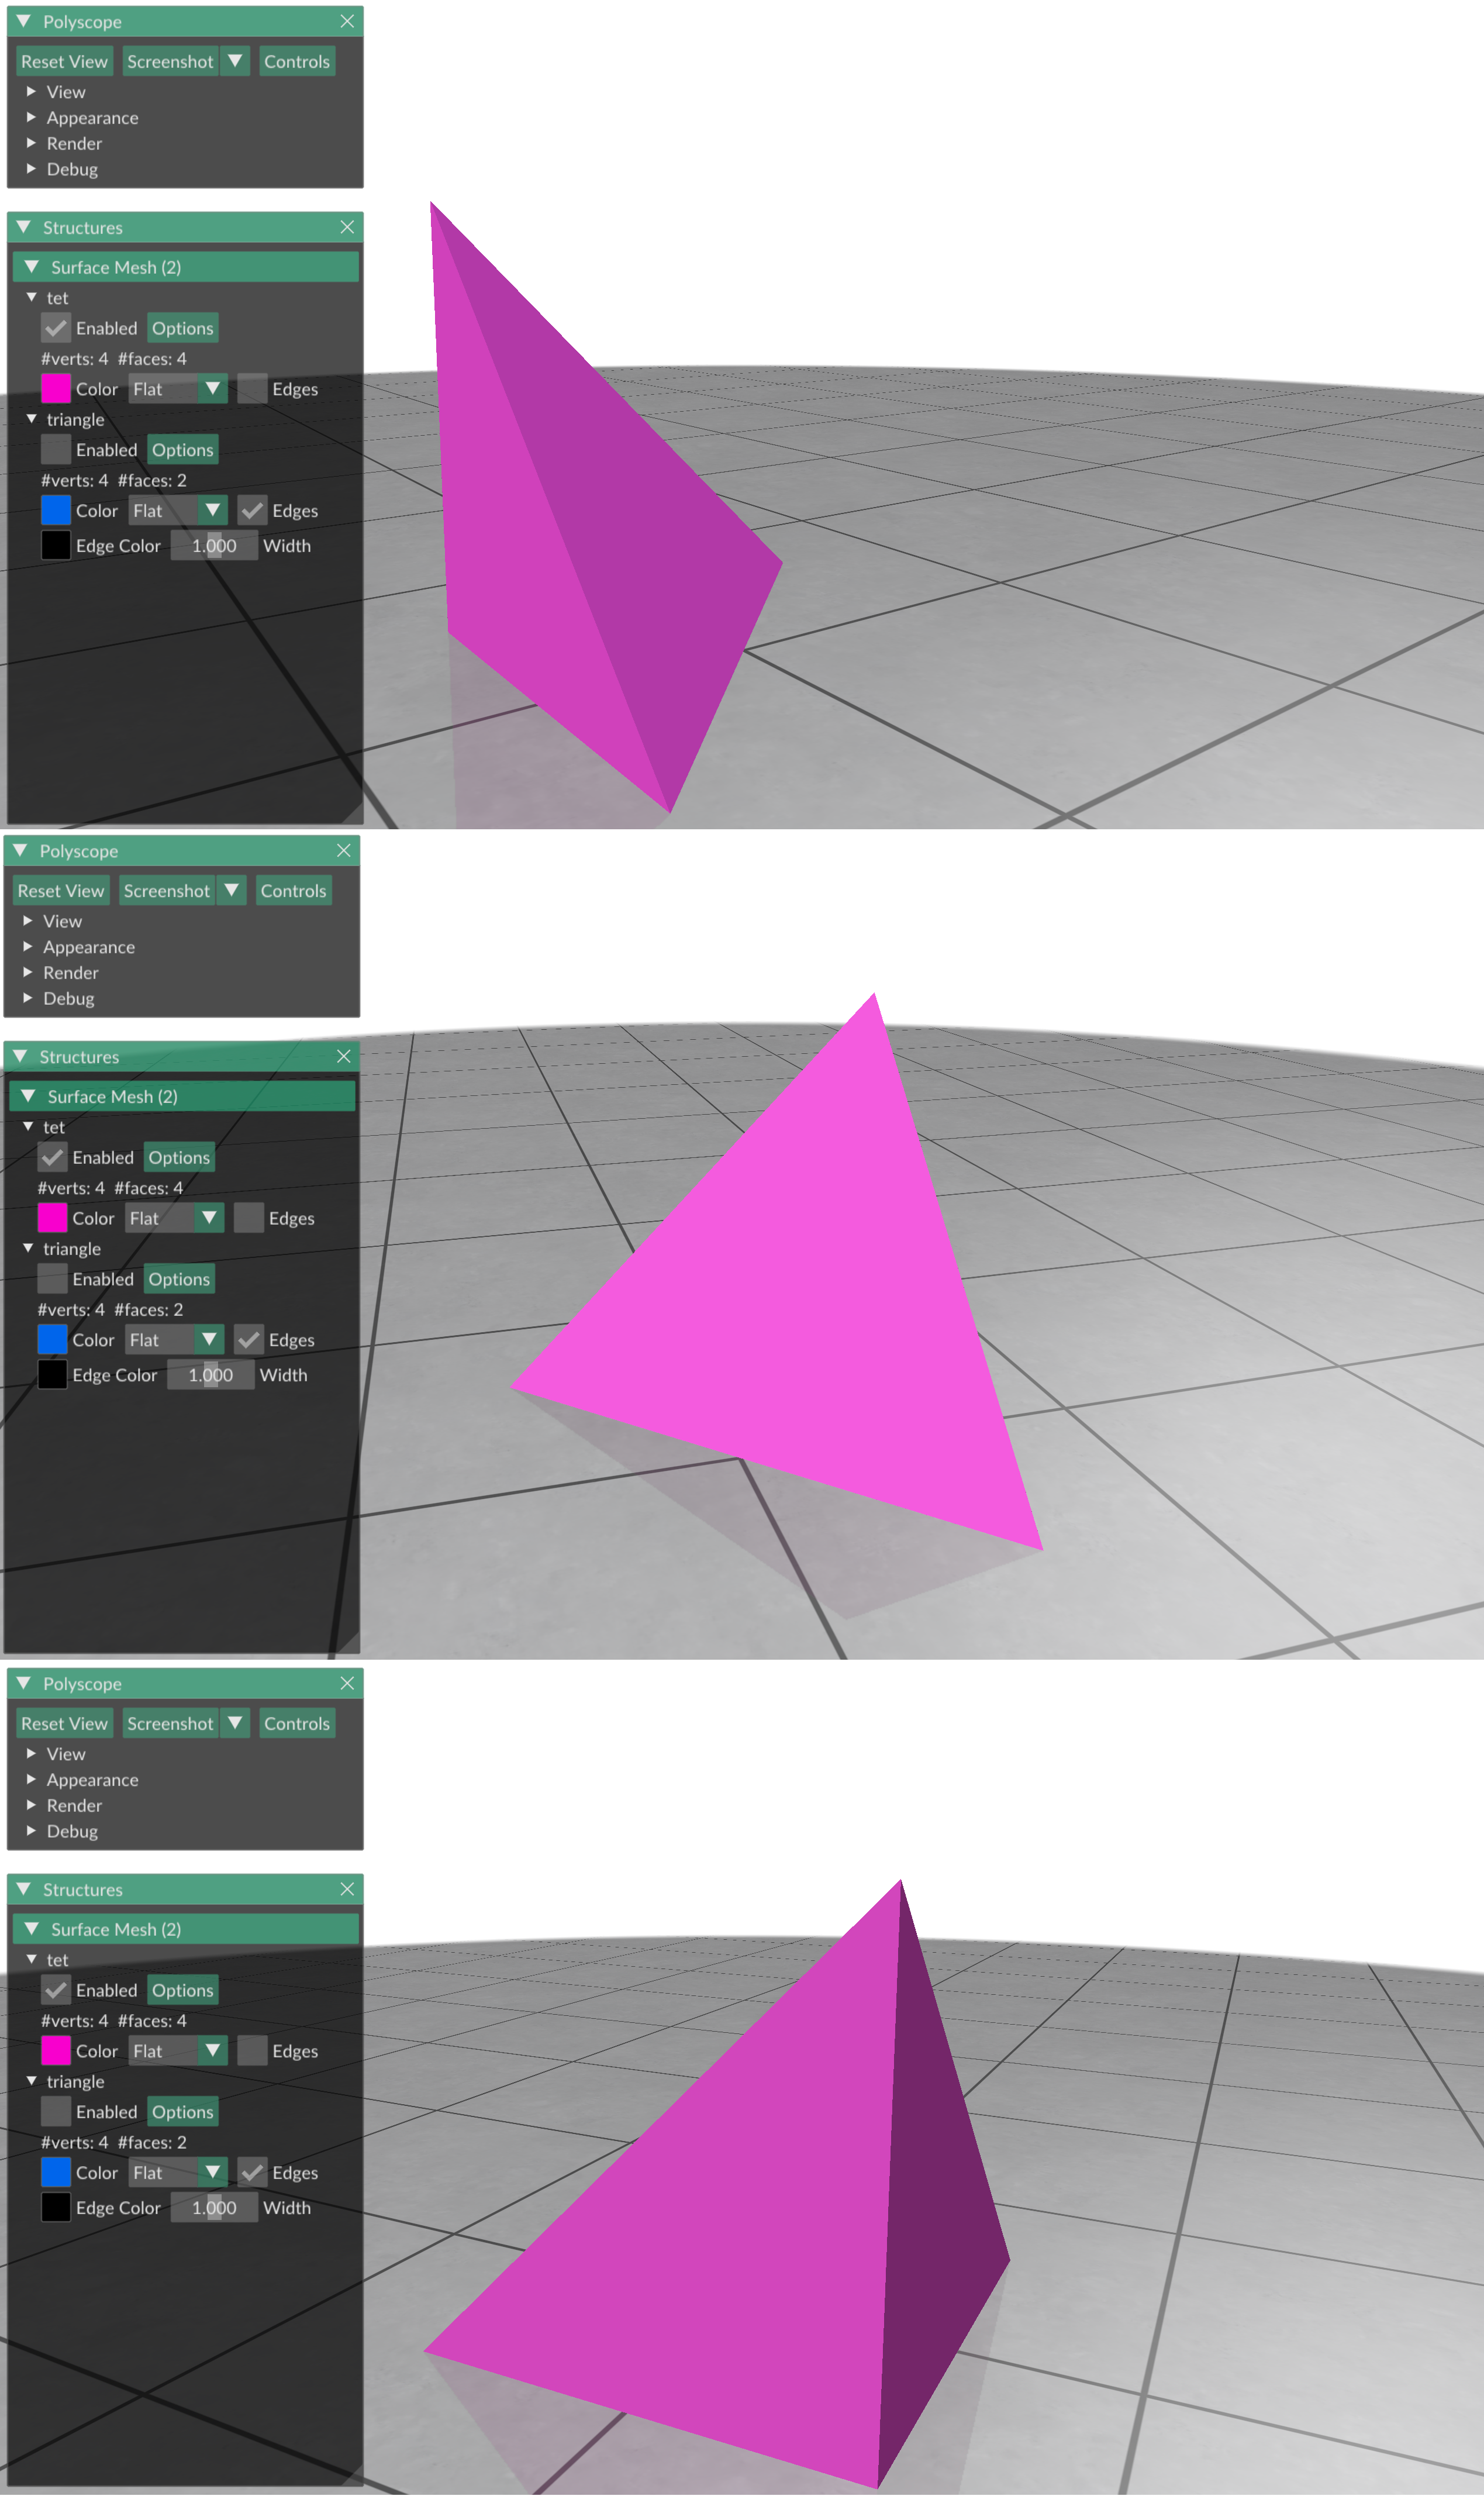 Polyscope
Reset View Screenshot Controls
View
Appearance
Render
Debug
Structures
Surface Mesh (2)
tet
Enabled Options
#verts: 4 #faces: 4
Color Flat Edges
triangle
Enabled Options
#verts: 4 #faces: 2
Color Flat Edges
Edge Color 1.000 Width
Polyscope
Reset View Screenshot Controls
View
Appearance
Render
Debug
Structures
Surface Mesh (2)
tet
Enabled Options
#verts: 4 #faces: 4
Color Flat Edges
triangle
Enabled Options
#verts: 4 #faces: 2
Color Flat Edges
Edge Color 1.000 Width
Polyscope
Reset View Screenshot Controls
View
Appearance
Render
Debug
Structures
Surface Mesh (2)
tet
Enabled Options
#verts: 4 #faces: 4
Color Flat Edges
triangle
Enabled Options
#verts: 4 #faces: 2
Color Flat Edges
Edge Color 1.000 Width